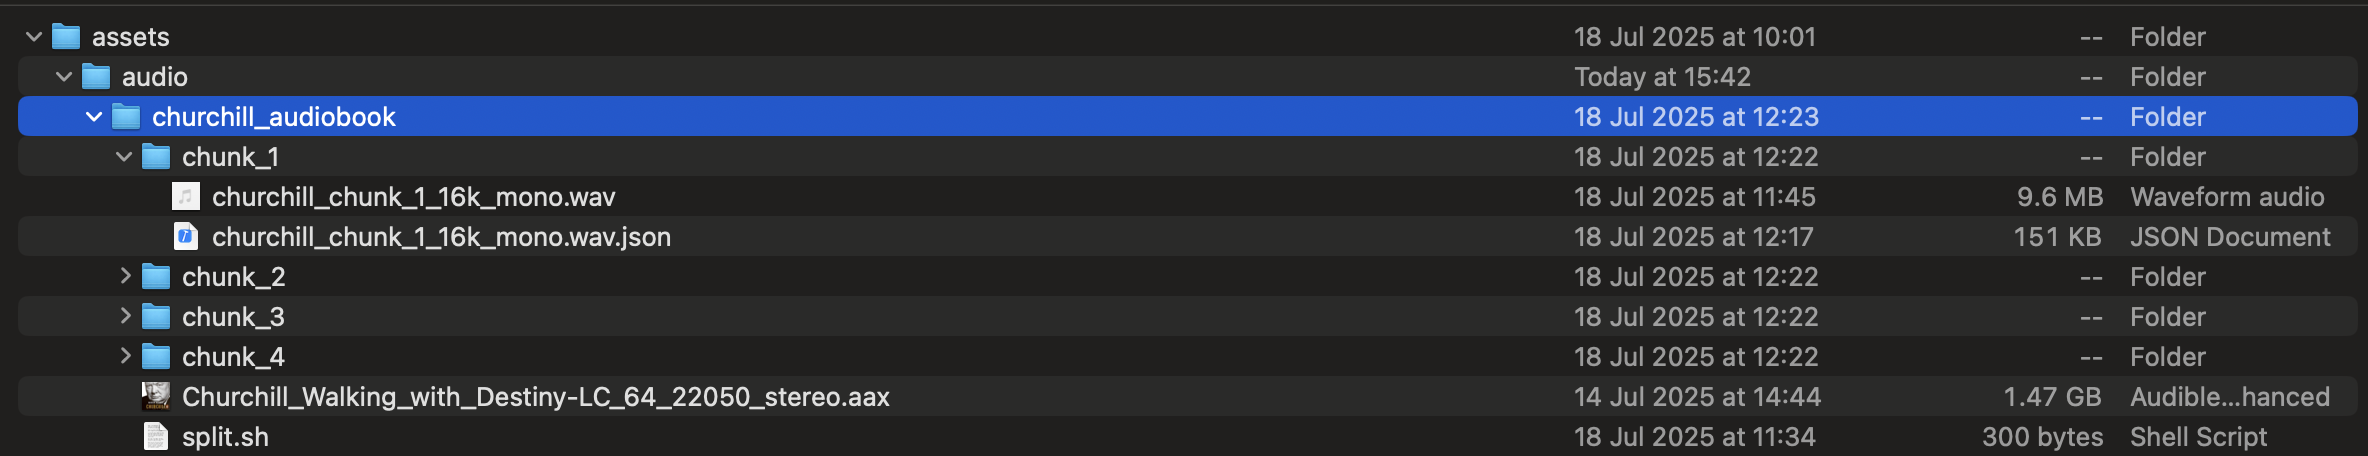 assets 18 Jul 2025 at 10:01 -- Folder
audio Today at 15:42 -- Folder
churchill_audiobook 18 Jul 2025 at 12:23 -- Folder
chunk_1 18 Jul 2025 at 12:22 -- Folder
churchill_chunk_1_16k_mono.wav 18 Jul 2025 at 11:45 9.6 MB Waveform audio
churchill_chunk_1_16k_mono.wav.json 18 Jul 2025 at 12:17 151 KB JSON Document
chunk_2 18 Jul 2025 at 12:22 -- Folder
chunk_3 18 Jul 2025 at 12:22 -- Folder
chunk_4 18 Jul 2025 at 12:22 -- Folder
Churchill_Walking_with_Destiny-LC_64_22050_stereo.aax 14 Jul 2025 at 14:44 1.47 GB Audible...hanced
split.sh 18 Jul 2025 at 11:34 300 bytes Shell Script